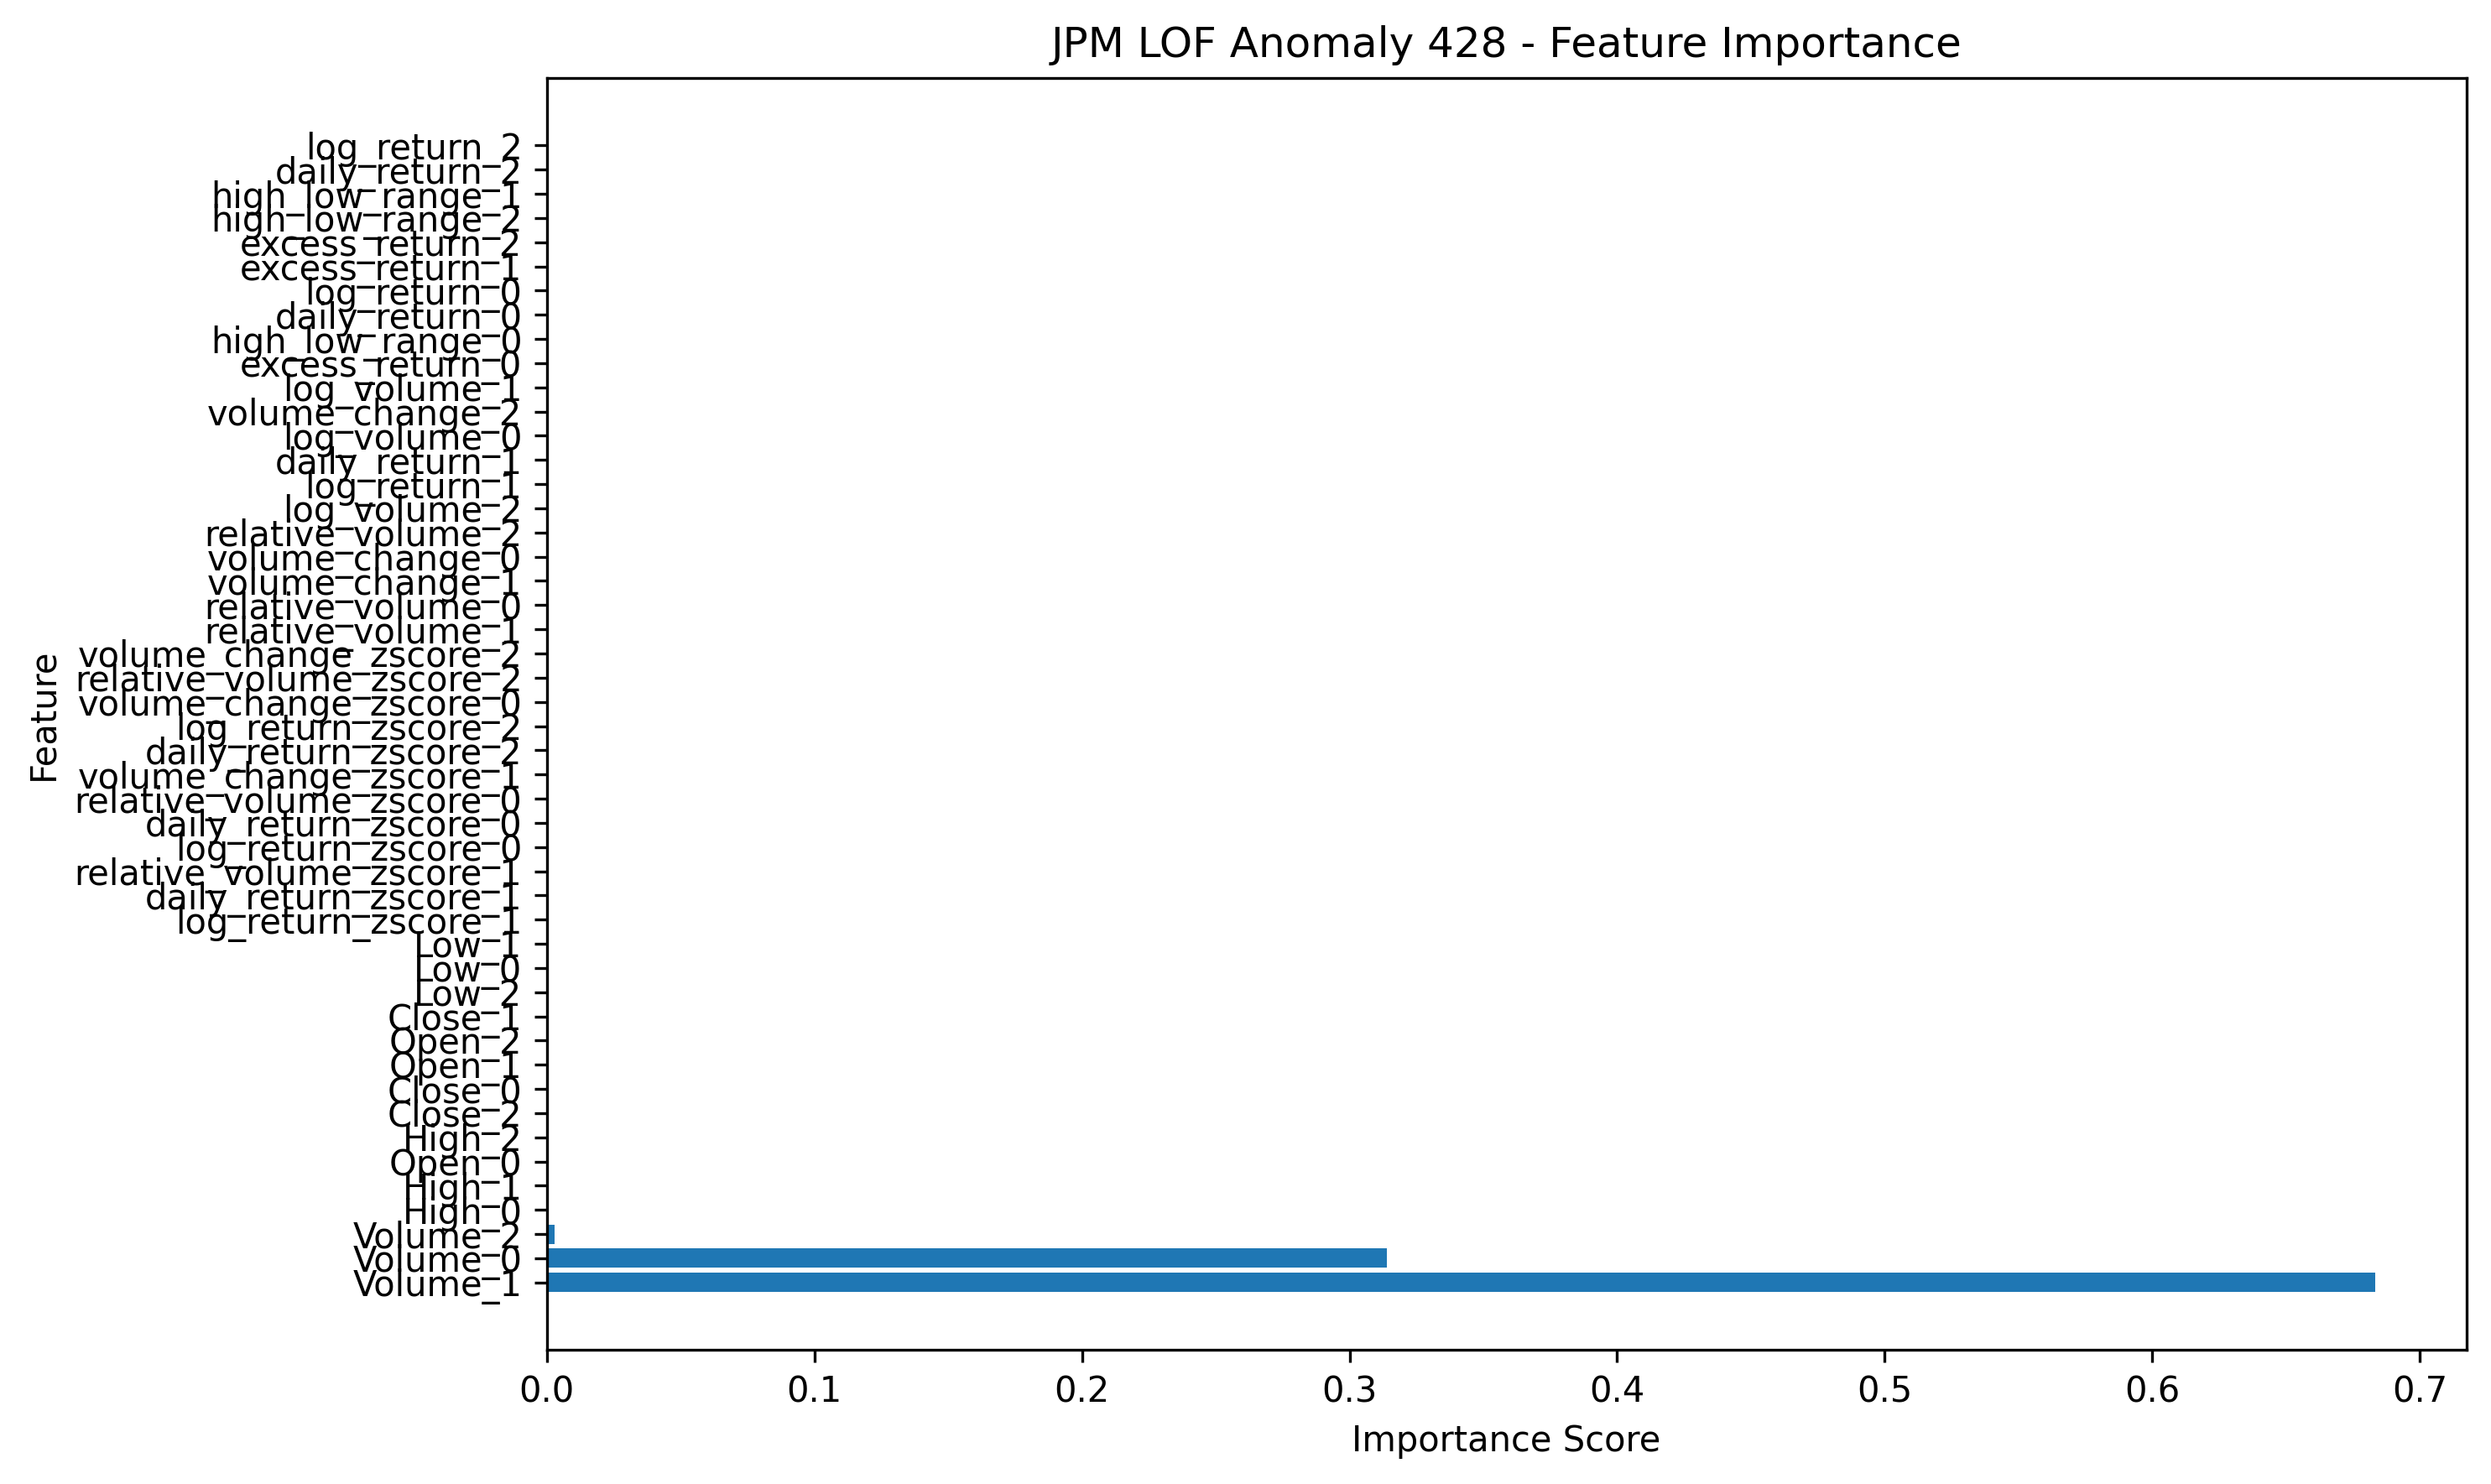 JPM LOF Anomaly 428 - Feature Importance
log_return_2
daily_return_2
high_low_range_1
high_low_range_2
excess_return_2
excess_return_1
log_return_0
daily_return_0
high_low_range_0
excess_return_0
log_volume_1
volume_change_2
log_volume_0
daily_return_1
log_return_1
log_volume_2
relative_volume_2
volume_change_0
volume_change_1
relative_volume_0
relative_volume_1
volume_change_zscore_2
relative_volume_zscore_2
volume_change_zscore_0
log_return_zscore_2
daily_return_zscore_2
volume_change_zscore_1
relative_volume_zscore_0
daily_return_zscore_0
log_return_zscore_0
relative_volume_zscore_1
daily_return_zscore_1
log_return_zscore_1
Low_1
Low_0
Low_2
Close_1
Open_2
Open_1
Close_0
Close_2
High_2
Open_0
High_1
High_0
Volume_2
Volume_0
Volume_1
Feature
0.0 0.1 0.2 0.3 0.4 0.5 0.6 0.7
Importance Score